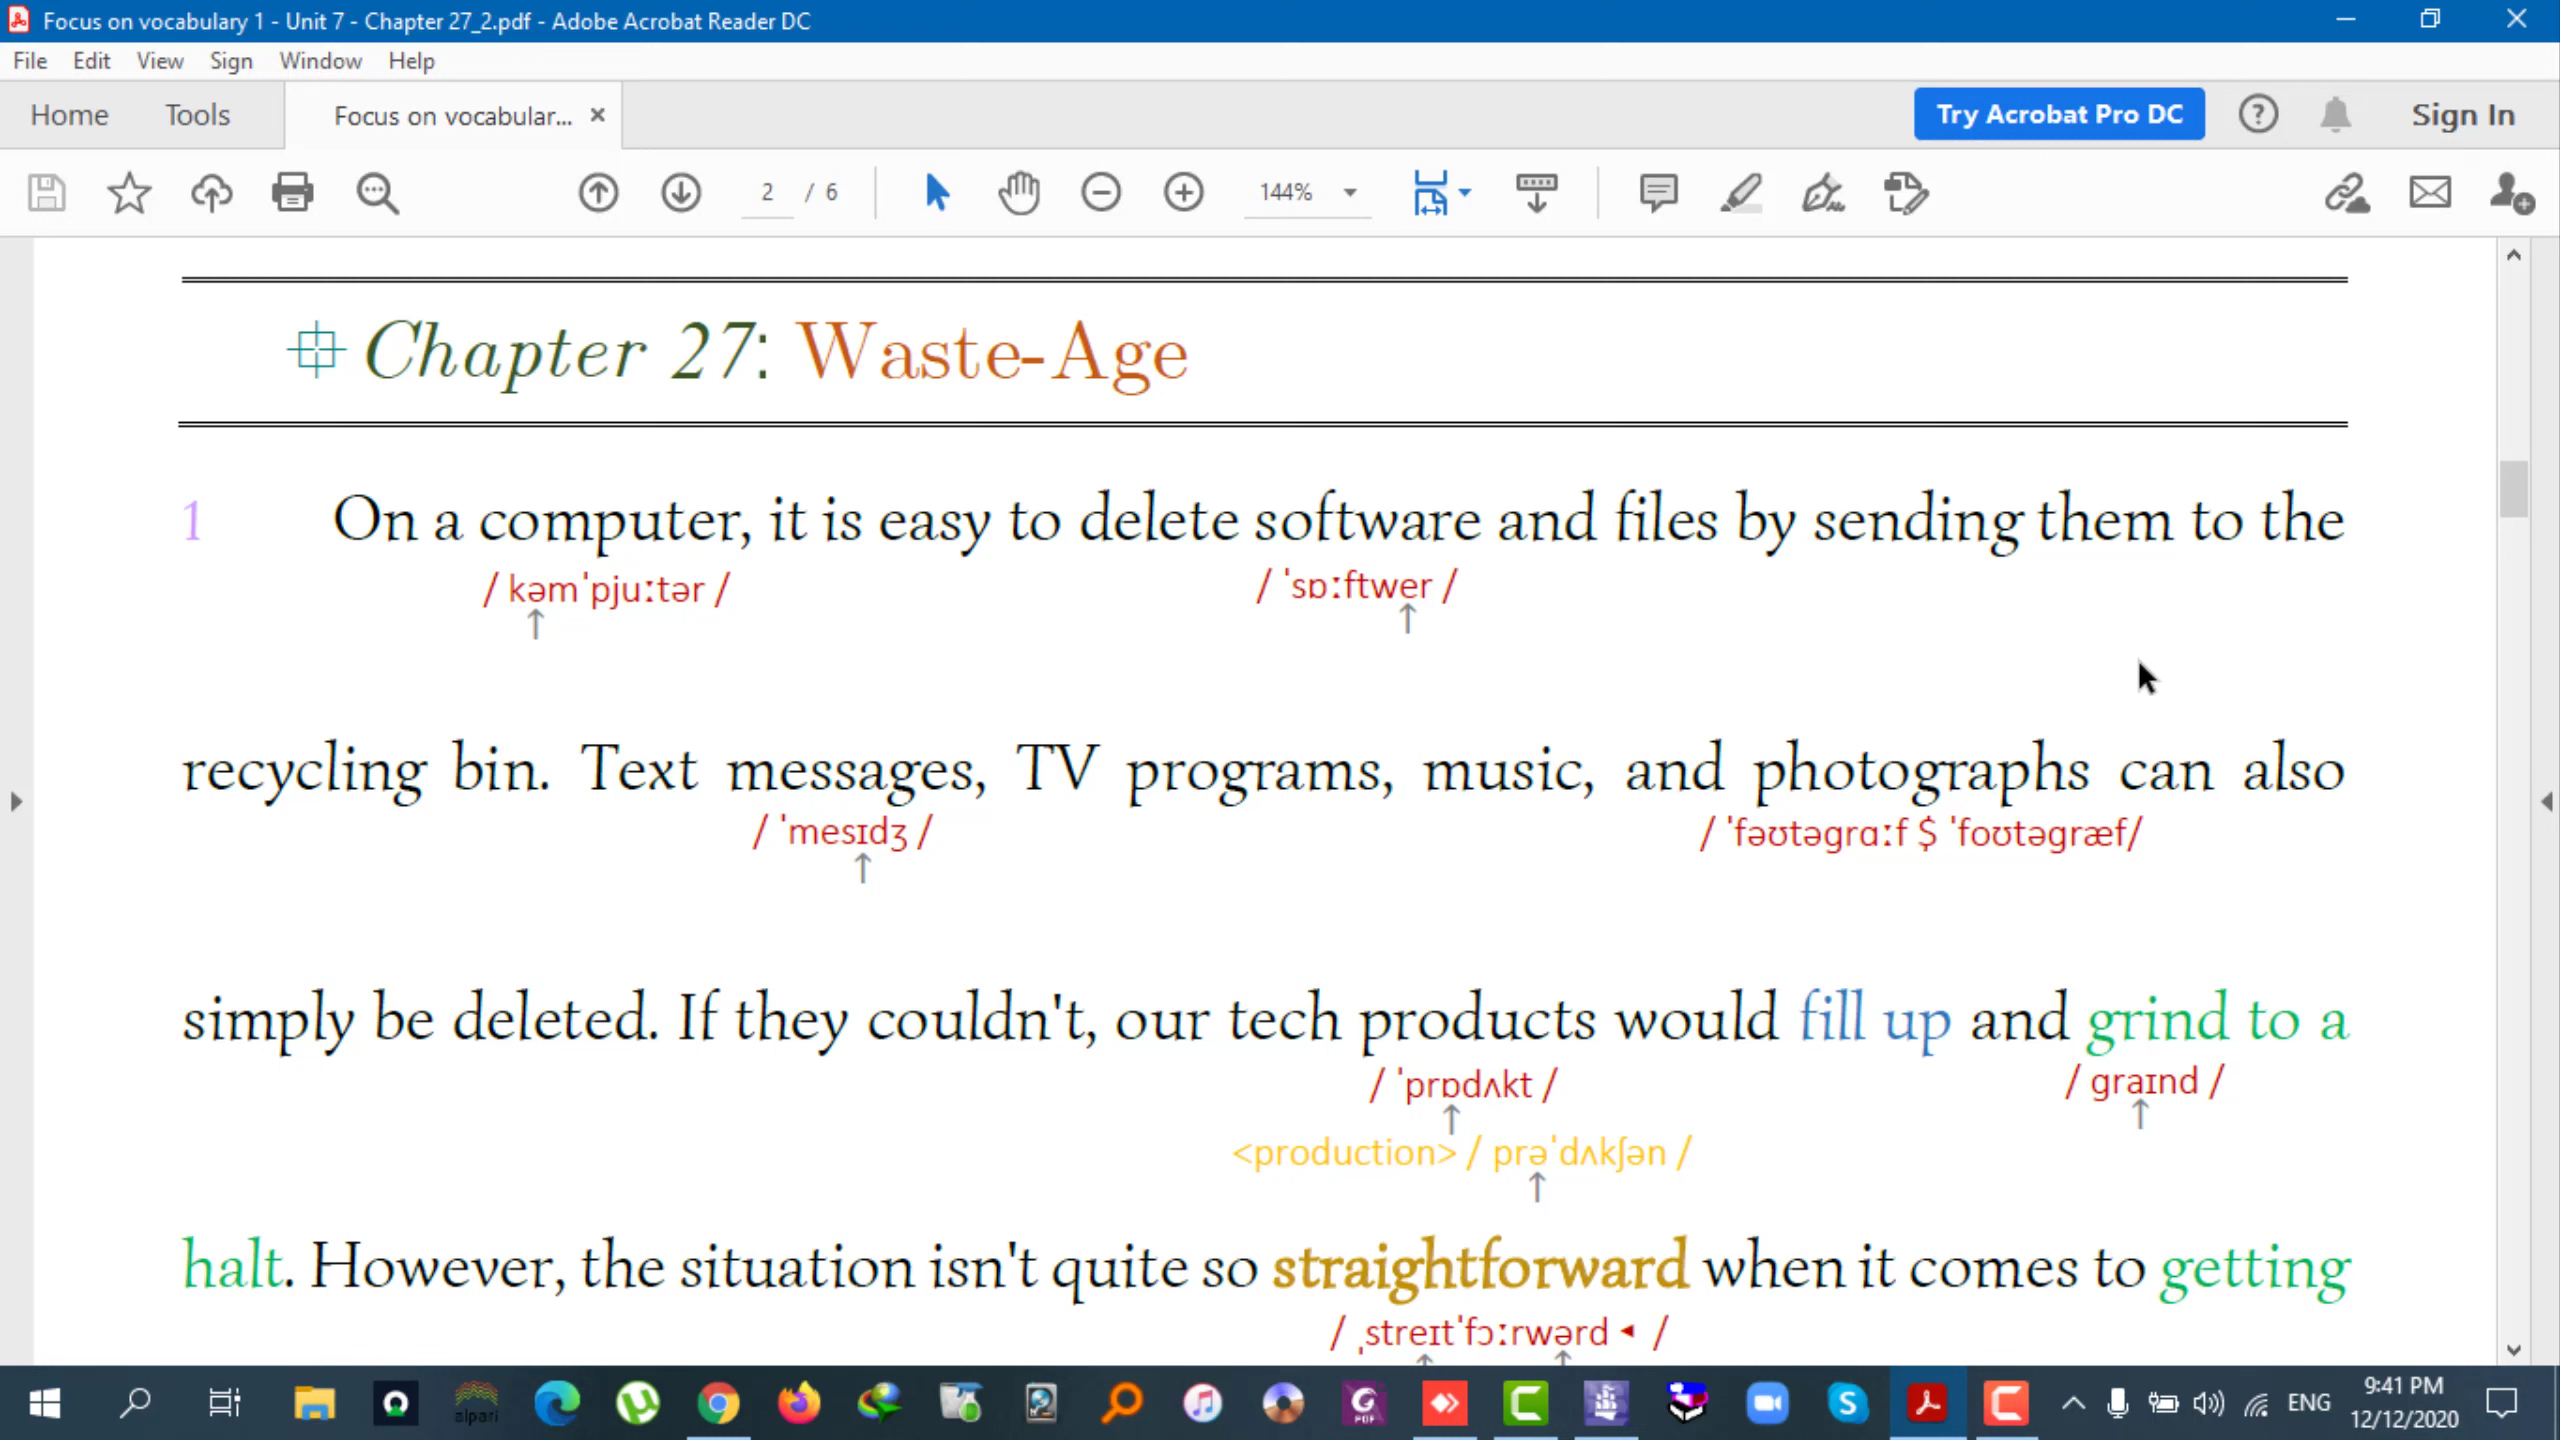 Focus on vocabulary 1 - Unit 7 - Chapter 27_2.pdf - Adobe Acrobat Reader DC
File Edit View Sign Window Help
Home Tools Focus on vocabular... × Try Acrobat Pro DC Sign In
2 / 6 144%
Chapter 27: Waste-Age
1 On a computer, it is easy to delete software and files by sending them to the
/ kəmˈpjuːtər / / ˈsɒːftwer /
↑ ↑
recycling bin. Text messages, TV programs, music, and photographs can also
/ ˈmesɪdʒ / / ˈfəʊtəgrɑːf $ ˈfoʊtəgræf/
↑
simply be deleted. If they couldn't, our tech products would fill up and grind to a
/ ˈprɒdʌkt / / graɪnd /
↑ ↑
<production> / prəˈdʌkʃən /
↑
halt. However, the situation isn't quite so straightforward when it comes to getting
/ ˌstreɪtˈfɔːrwərd ◂ /
alpari PDF ENG 9:41 PM
12/12/2020